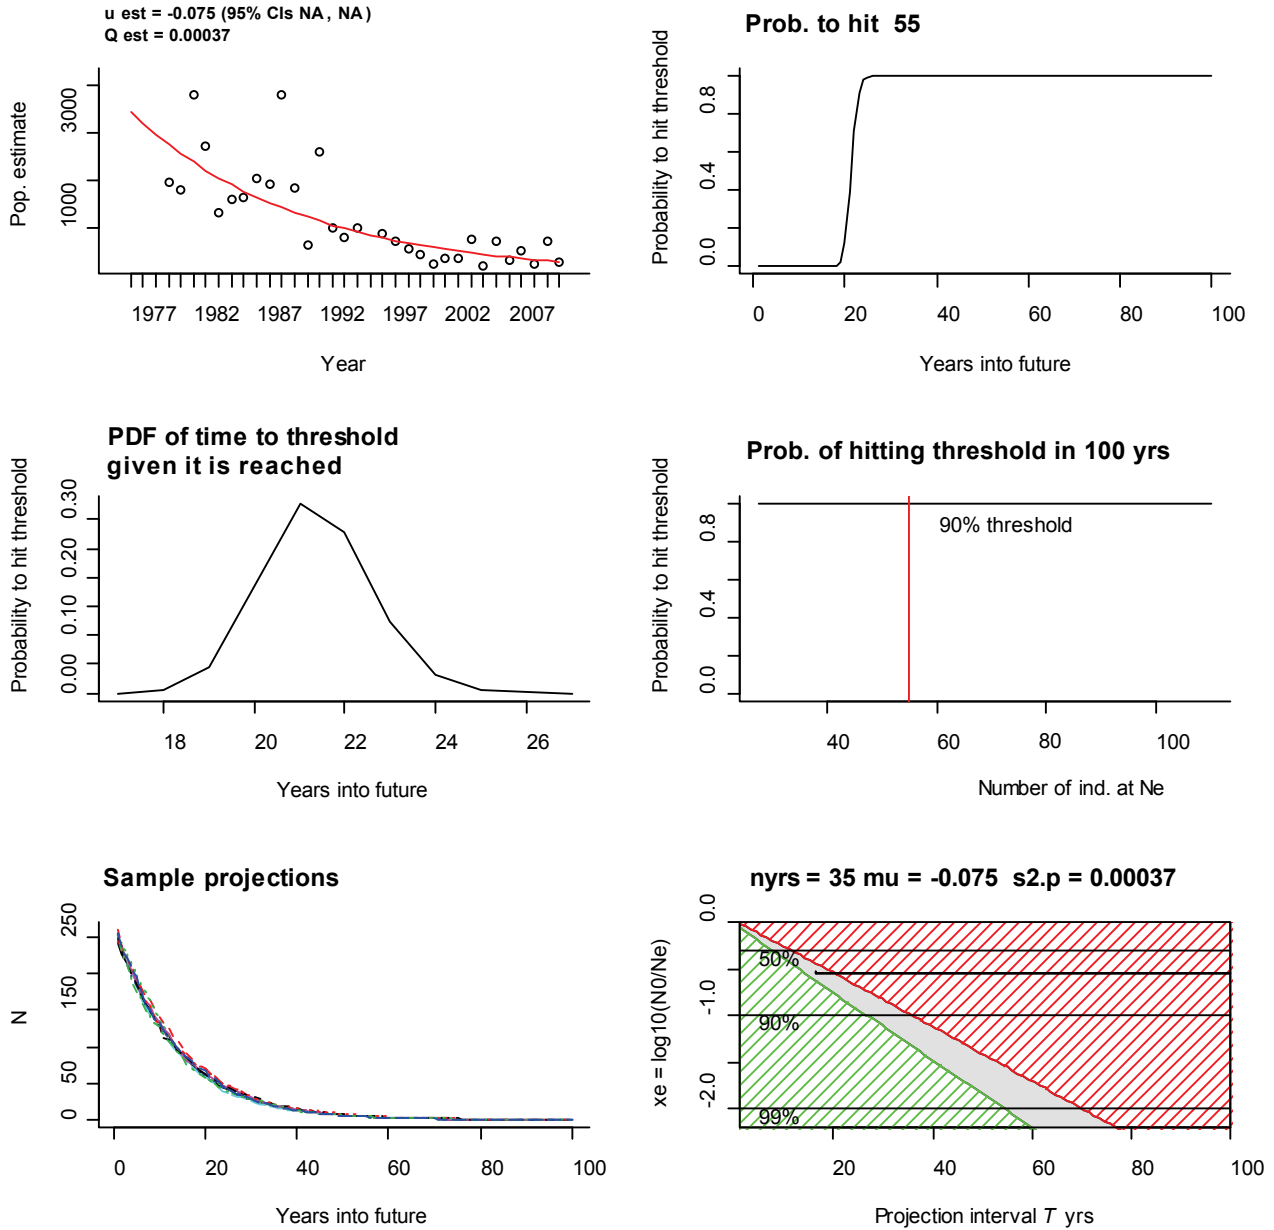 u est = -0.075 (95% CIs NA, NA)
Q est = 0.00037
Pop. estimate
3000
1000
1977 1982 1987 1992 1997 2002 2007
Year
Prob. to hit 55
Probability to hit threshold
0.8
0.4
0.0
0 20 40 60 80 100
Years into future
PDF of time to threshold
given it is reached
Probability to hit threshold
0.30
0.20
0.10
0.00
18 20 22 24 26
Years into future
Prob. of hitting threshold in 100 yrs
Probability to hit threshold
0.8
0.4
0.0
90% threshold
40 60 80 100
Number of ind. at Ne
Sample projections
N
250
150
50
0
0 20 40 60 80 100
Years into future
nyrs = 35 mu = -0.075 s2.p = 0.00037
xe = log10(N0/Ne)
0.0
-1.0
-2.0
50%
90%
99%
20 40 60 80 100
Projection interval T yrs